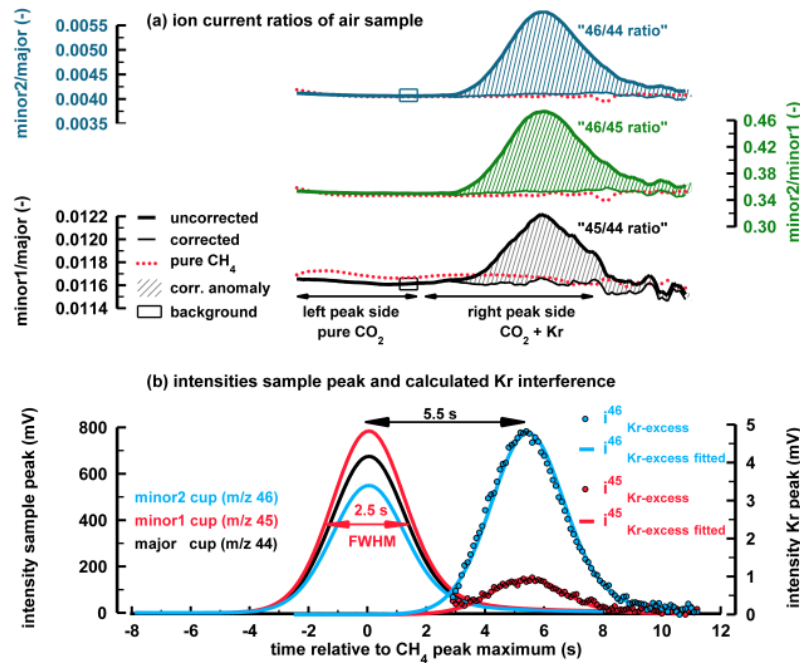 (a) ion current ratios of air sample
minor2/major (-)
0.0055
0.0050
0.0045
0.0040
0.0035
"46/44 ratio"
"46/45 ratio"
0.46
0.42
0.38
0.34
0.30
minor2/minor1 (-)
minor1/major (-)
0.0122
0.0120
0.0118
0.0116
0.0114
uncorrected
corrected
pure CH4
corr. anomaly
background
"45/44 ratio"
left peak side
pure CO2
right peak side
CO2 + Kr
(b) intensities sample peak and calculated Kr interference
intensity sample peak (mV)
800
600
400
200
0
5.5 s
minor2 cup (m/z 46)
minor1 cup (m/z 45)
major cup (m/z 44)
2.5 s
FWHM
i46 Kr-excess
i46 Kr-excess fitted
i45 Kr-excess
i45 Kr-excess fitted
5
4
3
2
1
0
intensity Kr peak (mV)
-8 -6 -4 -2 0 2 4 6 8 10 12
time relative to CH4 peak maximum (s)